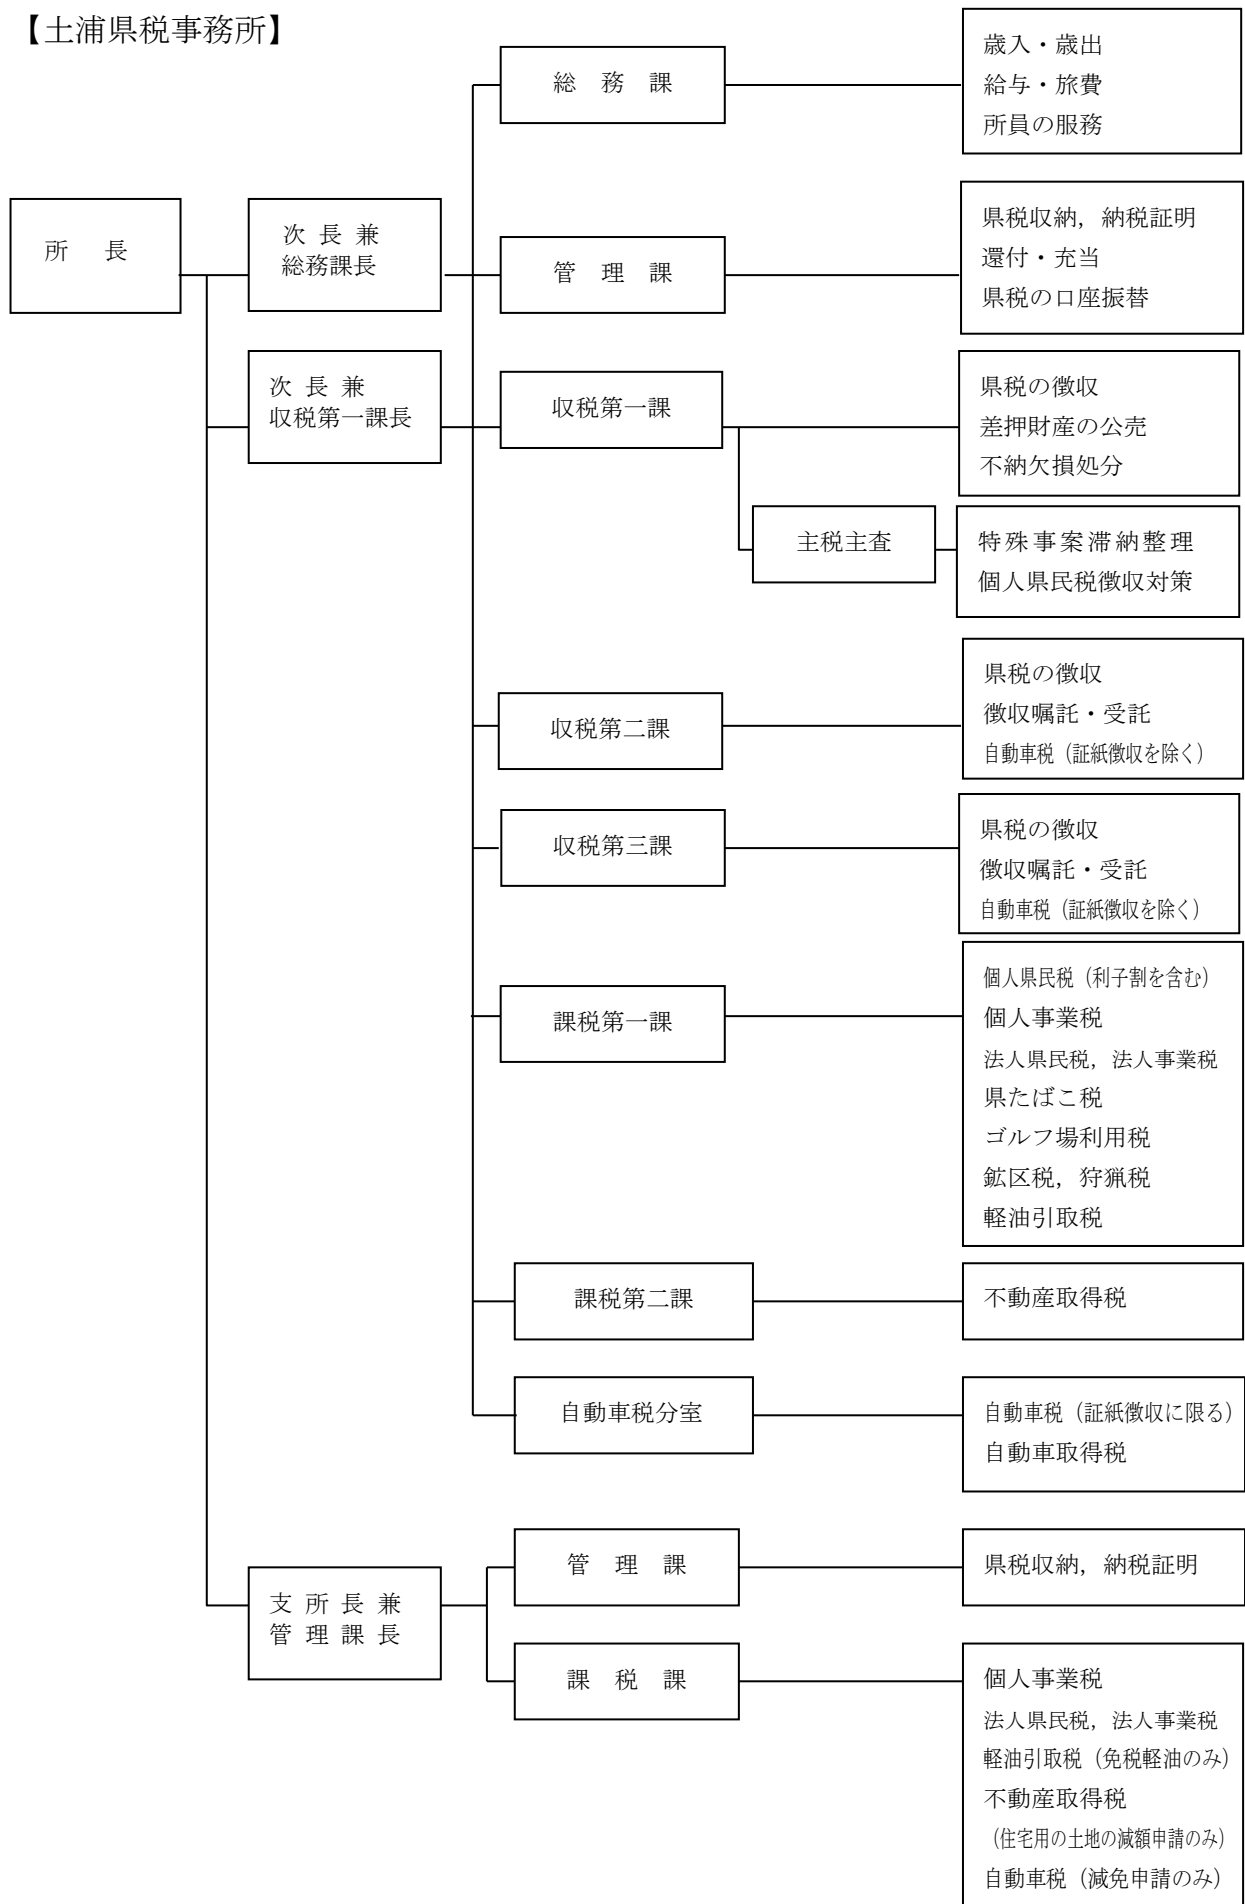 【土浦県税事務所】
総 務 課
歳入・歳出
給与・旅費
所員の服務
所 長
次 長 兼
総務課長
管 理 課
県税収納，納税証明
還付・充当
県税の口座振替
次 長 兼
収税第一課長
収税第一課
県税の徴収
差押財産の公売
不納欠損処分
主税主査
特殊事案滞納整理
個人県民税徴収対策
収税第二課
県税の徴収
徴収嘱託・受託
自動車税（証紙徴収を除く）
収税第三課
県税の徴収
徴収嘱託・受託
自動車税（証紙徴収を除く）
課税第一課
個人県民税（利子割を含む）
個人事業税
法人県民税，法人事業税
県たばこ税
ゴルフ場利用税
鉱区税，狩猟税
軽油引取税
課税第二課
不動産取得税
自動車税分室
自動車税（証紙徴収に限る）
自動車取得税
支 所 長 兼
管 理 課 長
管 理 課
県税収納，納税証明
課 税 課
個人事業税
法人県民税，法人事業税
軽油引取税（免税軽油のみ）
不動産取得税
（住宅用の土地の減額申請のみ）
自動車税（減免申請のみ）